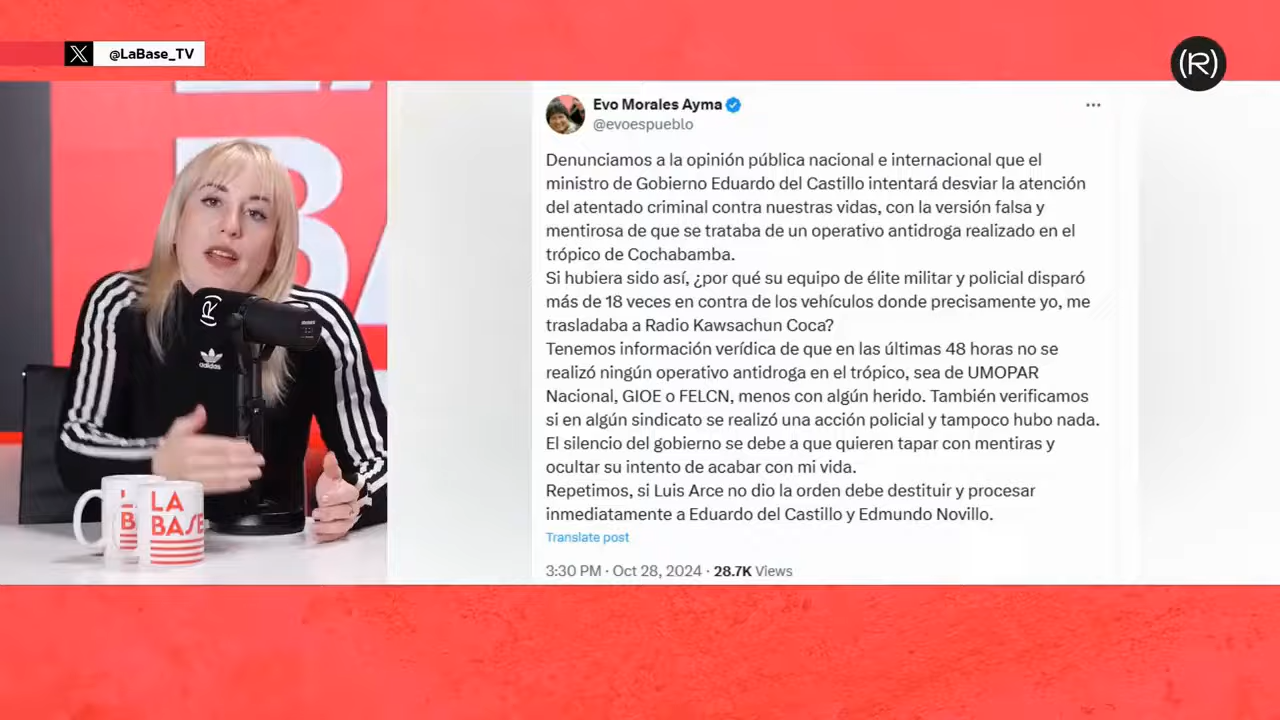 @LaBase_TV
(R)
Evo Morales Ayma
@evoespueblo
Denunciamos a la opinión pública nacional e internacional que el
ministro de Gobierno Eduardo del Castillo intentará desviar la atención
del atentado criminal contra nuestras vidas, con la versión falsa y
mentirosa de que se trataba de un operativo antidroga realizado en el
trópico de Cochabamba.
Si hubiera sido así, ¿por qué su equipo de élite militar y policial disparó
más de 18 veces en contra de los vehículos donde precisamente yo, me
trasladaba a Radio Kawsachun Coca?
Tenemos información verídica de que en las últimas 48 horas no se
realizó ningún operativo antidroga en el trópico, sea de UMOPAR
Nacional, GIOE o FELCN, menos con algún herido. También verificamos
si en algún sindicato se realizó una acción policial y tampoco hubo nada.
El silencio del gobierno se debe a que quieren tapar con mentiras y
ocultar su intento de acabar con mi vida.
Repetimos, si Luis Arce no dio la orden debe destituir y procesar
inmediatamente a Eduardo del Castillo y Edmundo Novillo.
Translate post
3:30 PM · Oct 28, 2024 · 28.7K Views
(R)
adidas
LA
BASE